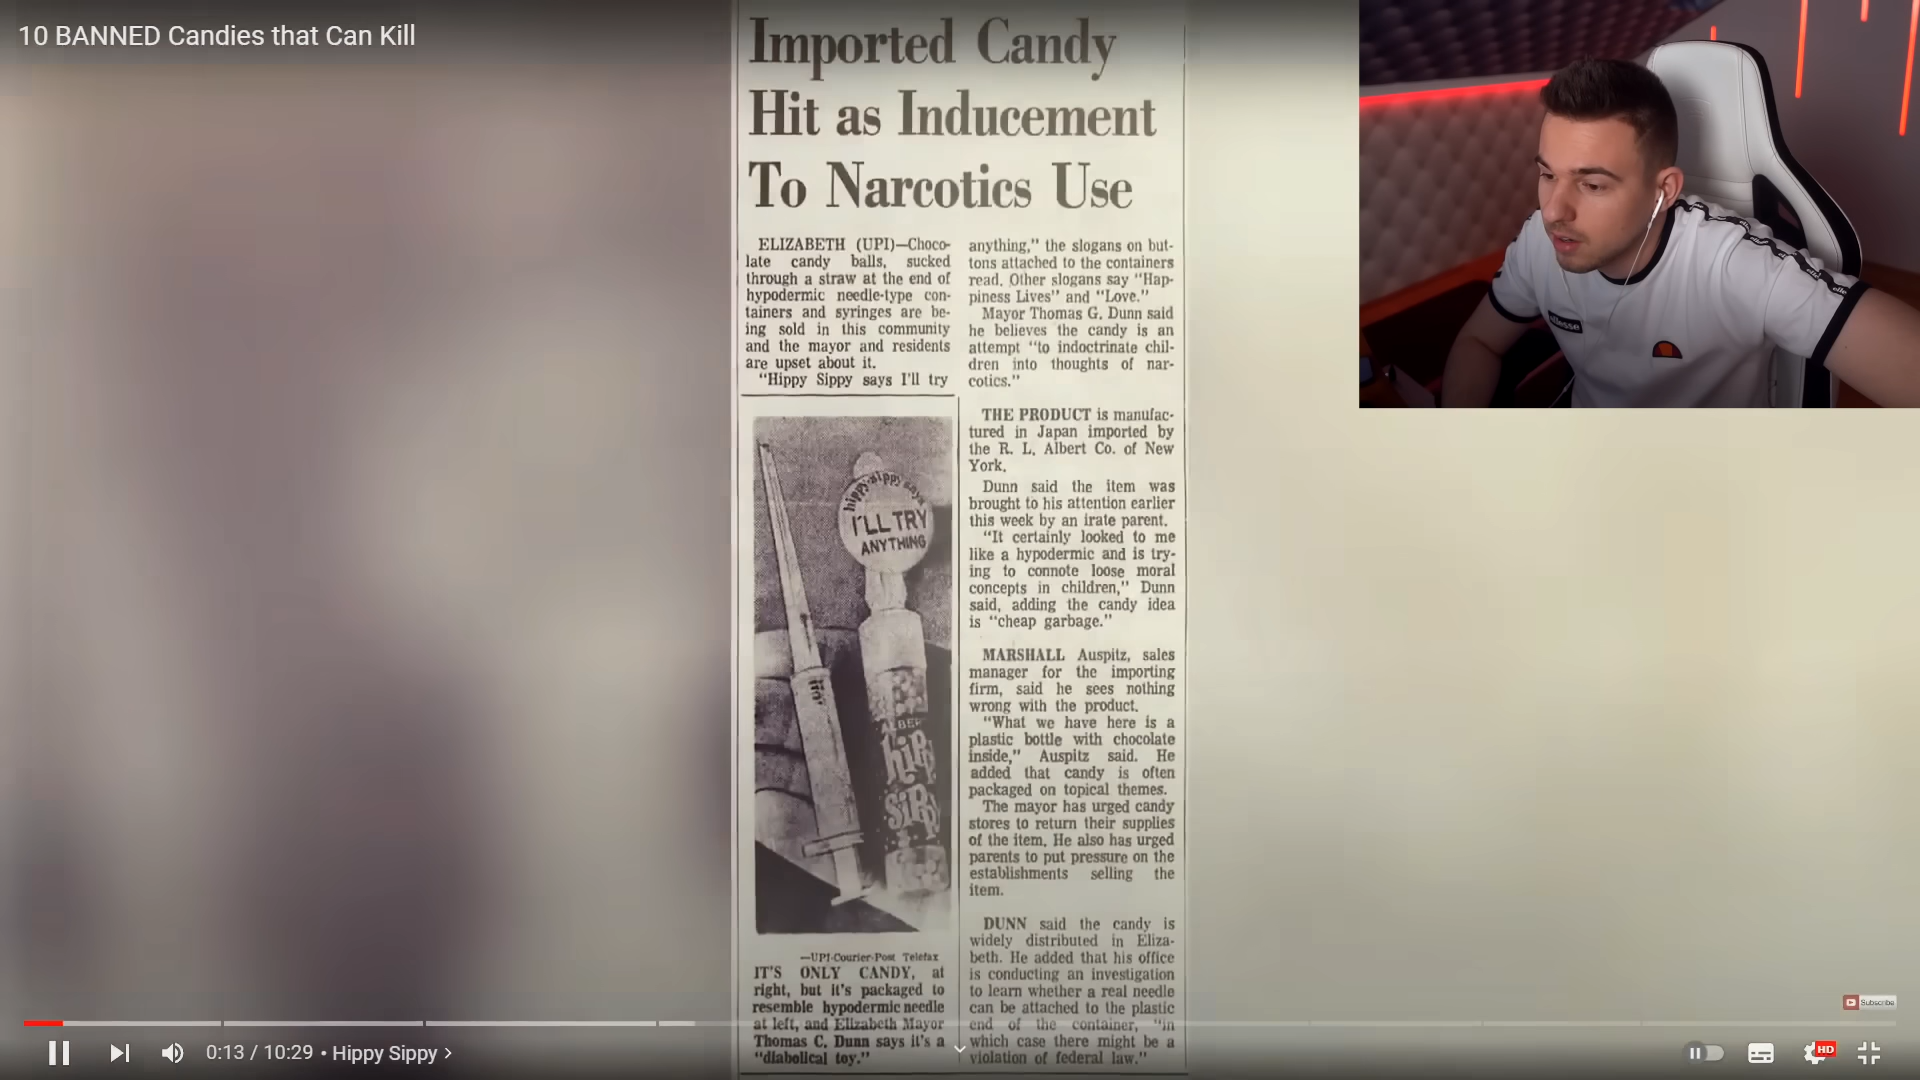 10 BANNED Candies that Can Kill
Imported Candy
Hit as Inducement
To Narcotics Use
ELIZABETH (UPI)—Choco-
late candy balls, sucked
through a straw at the end of
hypodermic needle-type con-
tainers and syringes are be-
ing sold in this community
and the mayor and residents
are upset about it.
"Hippy Sippy says I'll try
anything," the slogans on but-
tons attached to the containers
read. Other slogans say "Hap-
piness Lives" and "Love."
Mayor Thomas G. Dunn said
he believes the candy is an
attempt "to indoctrinate chil-
dren into thoughts of nar-
cotics."
THE PRODUCT is manufac-
tured in Japan imported by
the R. L. Albert Co. of New
York.
Dunn said the item was
brought to his attention earlier
this week by an irate parent.
"It certainly looked to me
like a hypodermic and is try-
ing to connote loose moral
concepts in children," Dunn
said, adding the candy idea
is "cheap garbage."
MARSHALL Auspitz, sales
manager for the importing
firm, said he sees nothing
wrong with the product.
"What we have here is a
plastic bottle with chocolate
inside," Auspitz said. He
added that candy is often
packaged on topical themes.
The mayor has urged candy
stores to return their supplies
of the item. He also has urged
parents to put pressure on the
establishments selling the
item.
DUNN said the candy is
widely distributed in Eliza-
beth. He added that his office
is conducting an investigation
to learn whether a real needle
can be attached to the plastic
end of the container, "in
which case there might be a
violation of federal law."
hippy-sippy says
I'LL TRY
ANYTHING
ALBERT
hippy
sippy
—UPI-Courier-Post Telefax
IT'S ONLY CANDY, at
right, but it's packaged to
resemble hypodermic needle
at left, and Elizabeth Mayor
Thomas C. Dunn says it's a
"diabolical toy."
ellesse
Subscribe
0:13 / 10:29 • Hippy Sippy
HD